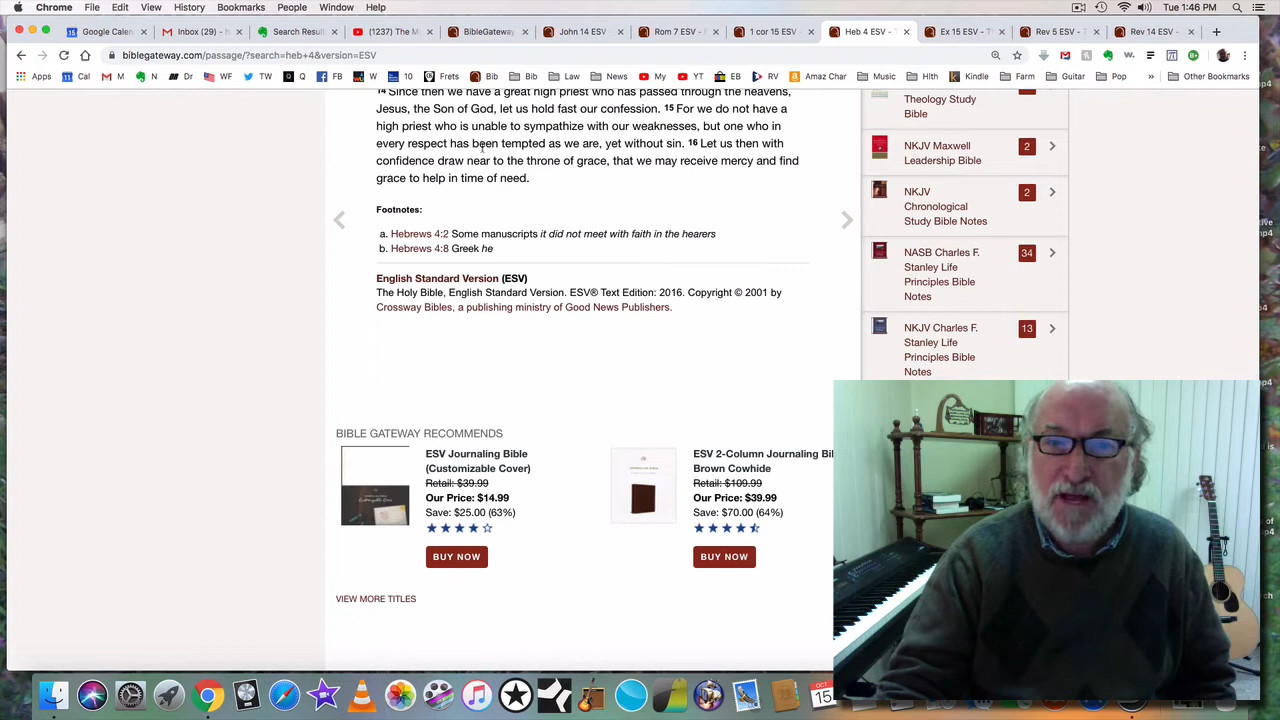 Chrome File Edit View History Bookmarks People Window Help Tue 1:46 PM
Google Calen Inbox (29) - Search Result (1237) The M BibleGateway John 14 ESV - Rom 7 ESV - 1 cor 15 ESV Heb 4 ESV - Ex 15 ESV - Rev 5 ESV - Rev 14 ESV -
biblegateway.com/passage/?search=heb+4&version=ESV
Apps Cal M N Dr WF TW Q FB W 10 Frets Bib Bib Law News My YT EB RV Amaz Char Music Hlth Kindle Farm Guitar Pop » Other Bookmarks
14 Since then we have a great high priest who has passed through the heavens,
Jesus, the Son of God, let us hold fast our confession. 15 For we do not have a
high priest who is unable to sympathize with our weaknesses, but one who in
every respect has been tempted as we are, yet without sin. 16 Let us then with
confidence draw near to the throne of grace, that we may receive mercy and find
grace to help in time of need.
Footnotes:
a. Hebrews 4:2 Some manuscripts it did not meet with faith in the hearers
b. Hebrews 4:8 Greek he
English Standard Version (ESV)
The Holy Bible, English Standard Version. ESV® Text Edition: 2016. Copyright © 2001 by
Crossway Bibles, a publishing ministry of Good News Publishers.
Theology Study
Bible
NKJV Maxwell
Leadership Bible
2
NKJV
Chronological
Study Bible Notes
2
NASB Charles F.
Stanley Life
Principles Bible
Notes
34
NKJV Charles F.
Stanley Life
Principles Bible
Notes
13
BIBLE GATEWAY RECOMMENDS
ESV Journaling Bible
(Customizable Cover)
Retail: $39.99
Our Price: $14.99
Save: $25.00 (63%)
BUY NOW
ESV 2-Column Journaling Bil
Brown Cowhide
Retail: $109.99
Our Price: $39.99
Save: $70.00 (64%)
BUY NOW
VIEW MORE TITLES
OCT
15